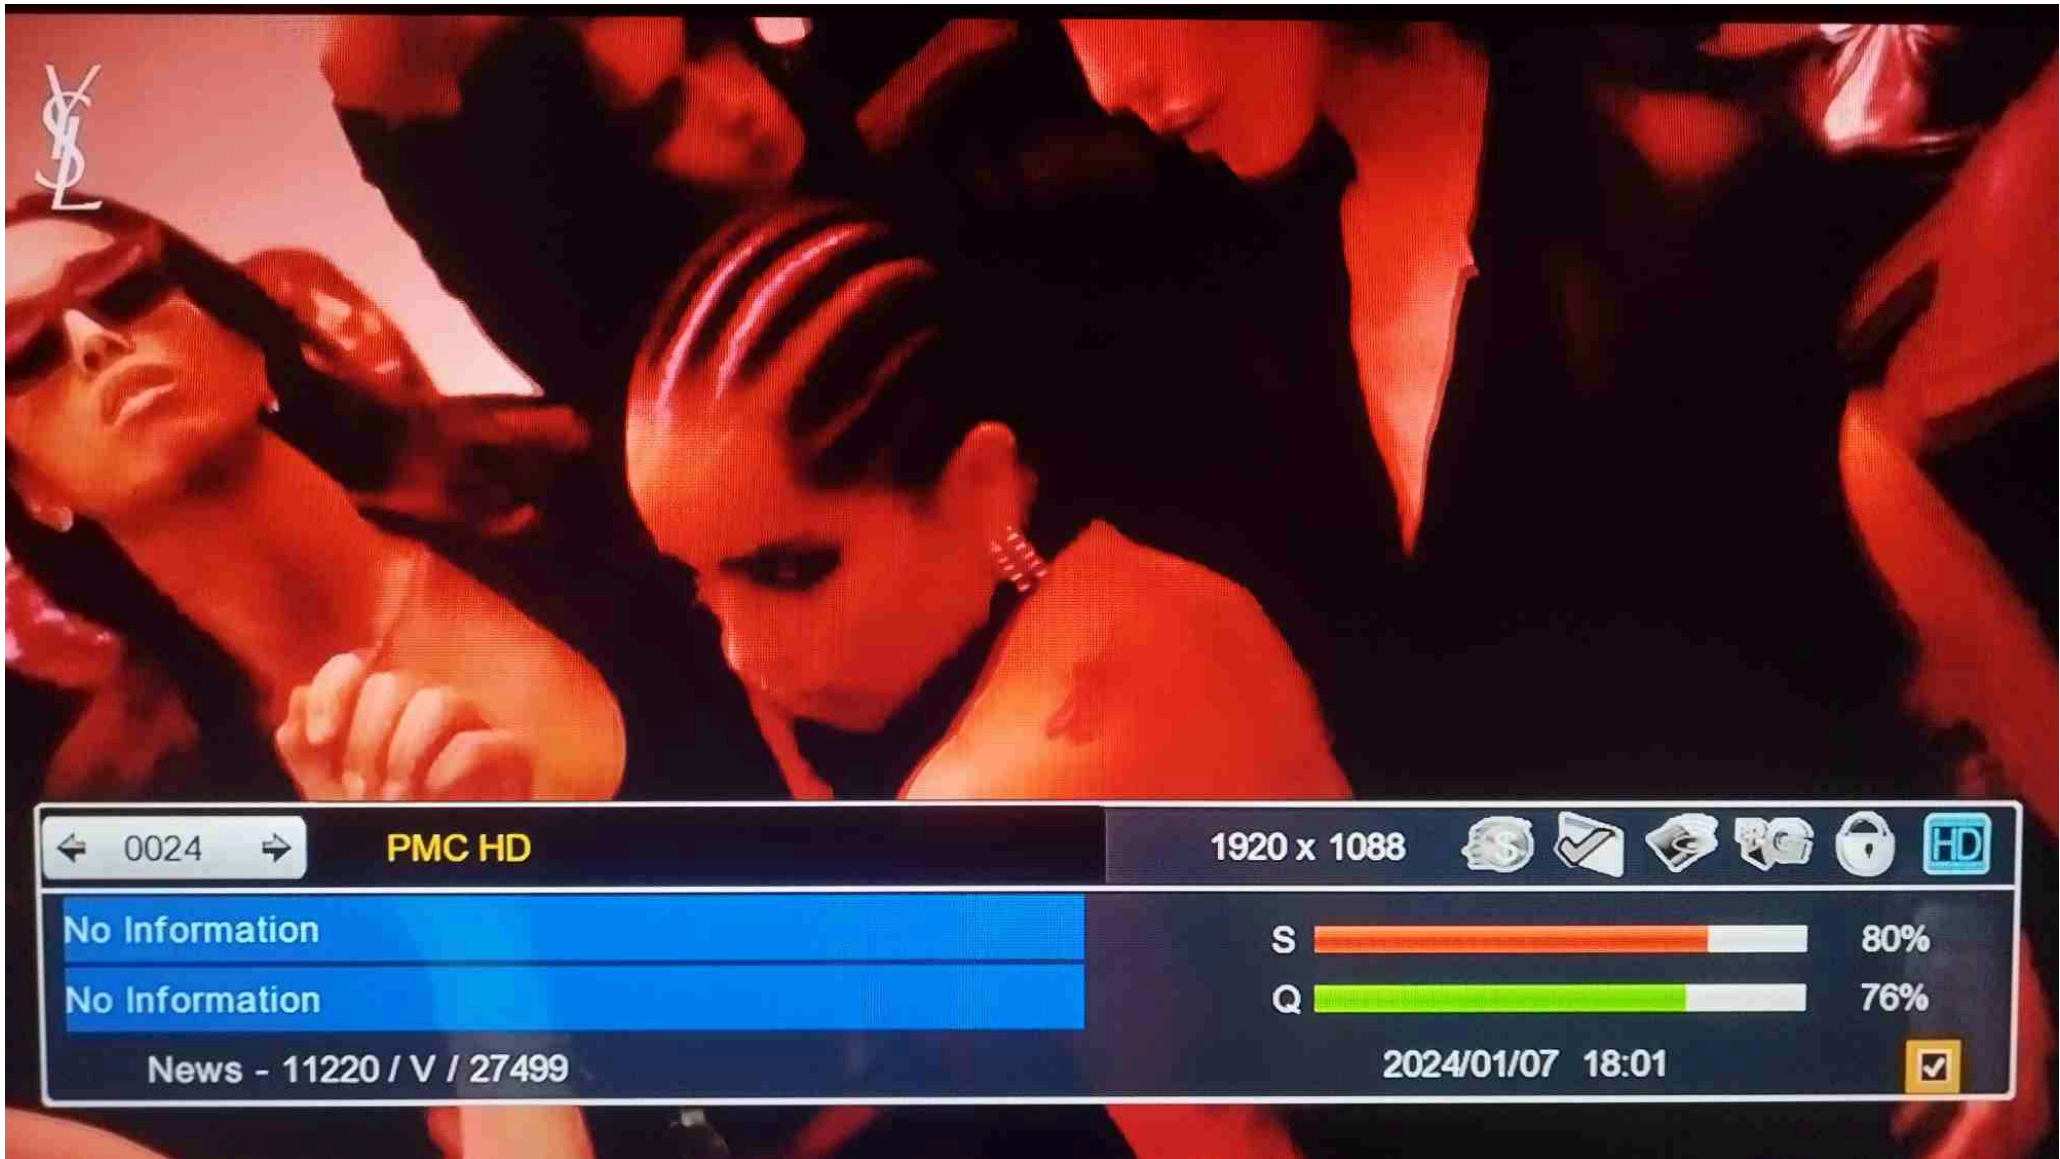 YSL
0024
PMC HD
1920 x 1088
HD
No Information
No Information
S 80%
Q 76%
News - 11220 / V / 27499
2024/01/07 18:01